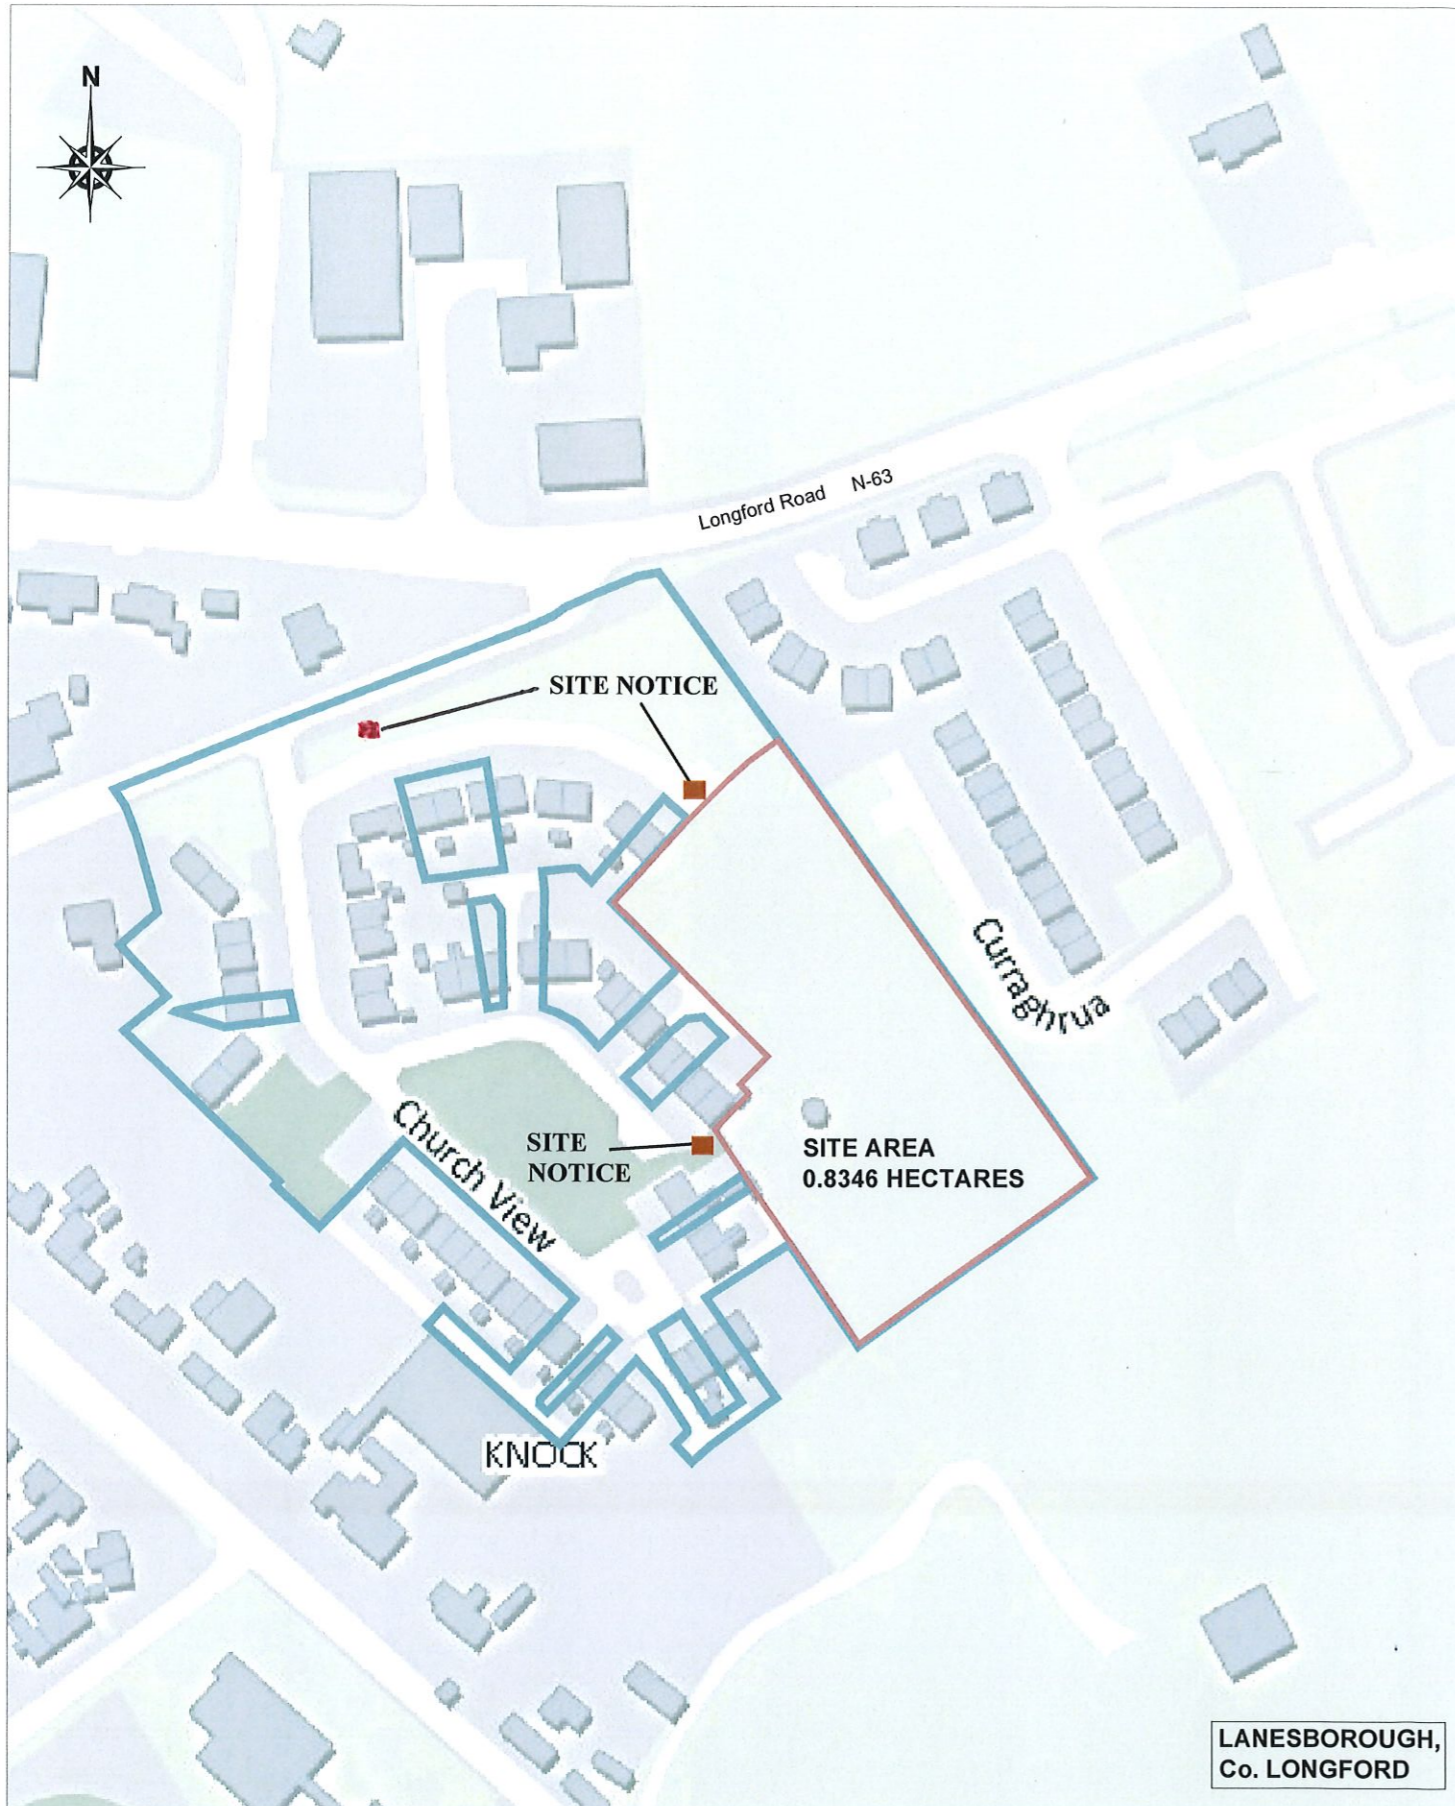 N
Longford Road N-63
SITE NOTICE
Curraghrua
Church View
SITE
NOTICE
SITE AREA
0.8346 HECTARES
KNOCK
LANESBOROUGH,
Co. LONGFORD